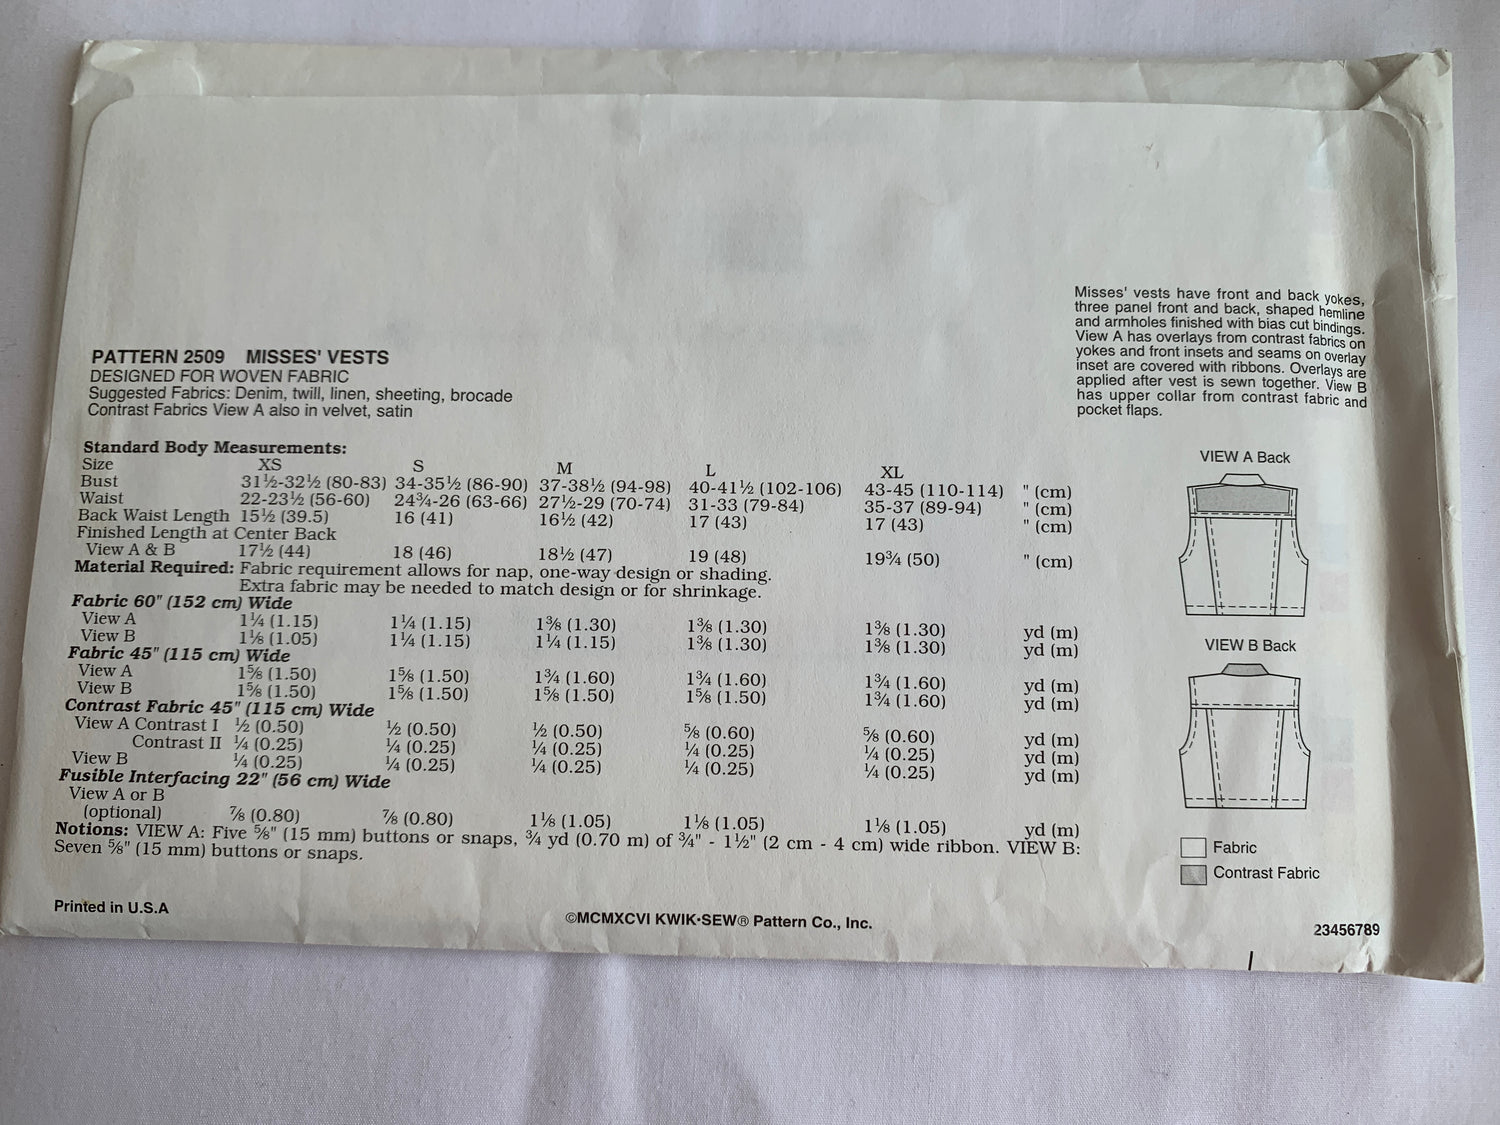 PATTERN 2509 MISSES' VESTS
DESIGNED FOR WOVEN FABRIC
Suggested Fabrics: Denim, twill, linen, sheeting, brocade
Contrast Fabrics View A also in velvet, satin
Standard Body Measurements:
Size XS S M L XL
Bust 31½-32½ (80-83) 34-35½ (86-90) 37-38½ (94-98) 40-41½ (102-106) 43-45 (110-114) " (cm)
Waist 22-23½ (56-60) 24¾-26 (63-66) 27½-29 (70-74) 31-33 (79-84) 35-37 (89-94) " (cm)
Back Waist Length 15½ (39.5) 16 (41) 16½ (42) 17 (43) 17 (43) " (cm)
Finished Length at Center Back
View A & B 17½ (44) 18 (46) 18½ (47) 19 (48) 19¾ (50) " (cm)
Material Required: Fabric requirement allows for nap, one-way design or shading.
Extra fabric may be needed to match design or for shrinkage.
Fabric 60" (152 cm) Wide
View A 1¼ (1.15) 1¼ (1.15) 1⅜ (1.30) 1⅜ (1.30) 1⅜ (1.30) yd (m)
View B 1⅛ (1.05) 1¼ (1.15) 1¼ (1.15) 1⅜ (1.30) 1⅜ (1.30) yd (m)
Fabric 45" (115 cm) Wide
View A 1⅝ (1.50) 1⅝ (1.50) 1¾ (1.60) 1¾ (1.60) 1¾ (1.60) yd (m)
View B 1⅝ (1.50) 1⅝ (1.50) 1⅝ (1.50) 1⅝ (1.50) 1¾ (1.60) yd (m)
Contrast Fabric 45" (115 cm) Wide
View A Contrast I ½ (0.50) ½ (0.50) ½ (0.50) ⅝ (0.60) ⅝ (0.60) yd (m)
Contrast II ¼ (0.25) ¼ (0.25) ¼ (0.25) ¼ (0.25) ¼ (0.25) yd (m)
View B ¼ (0.25) ¼ (0.25) ¼ (0.25) ¼ (0.25) ¼ (0.25) yd (m)
Fusible Interfacing 22" (56 cm) Wide
View A or B
(optional) ⅞ (0.80) ⅞ (0.80) 1⅛ (1.05) 1⅛ (1.05) 1⅛ (1.05) yd (m)
Notions: VIEW A: Five ⅝" (15 mm) buttons or snaps, ¾ yd (0.70 m) of ¾" - 1½" (2 cm - 4 cm) wide ribbon. VIEW B:
Seven ⅝" (15 mm) buttons or snaps.
Misses' vests have front and back yokes,
three panel front and back, shaped hemline
and armholes finished with bias cut bindings.
View A has overlays from contrast fabrics on
yokes and front insets and seams on overlay
inset are covered with ribbons. Overlays are
applied after vest is sewn together. View B
has upper collar from contrast fabric and
pocket flaps.
VIEW A Back
VIEW B Back
Fabric
Contrast Fabric
Printed in U.S.A
©MCMXCVI KWIK•SEW® Pattern Co., Inc.
23456789